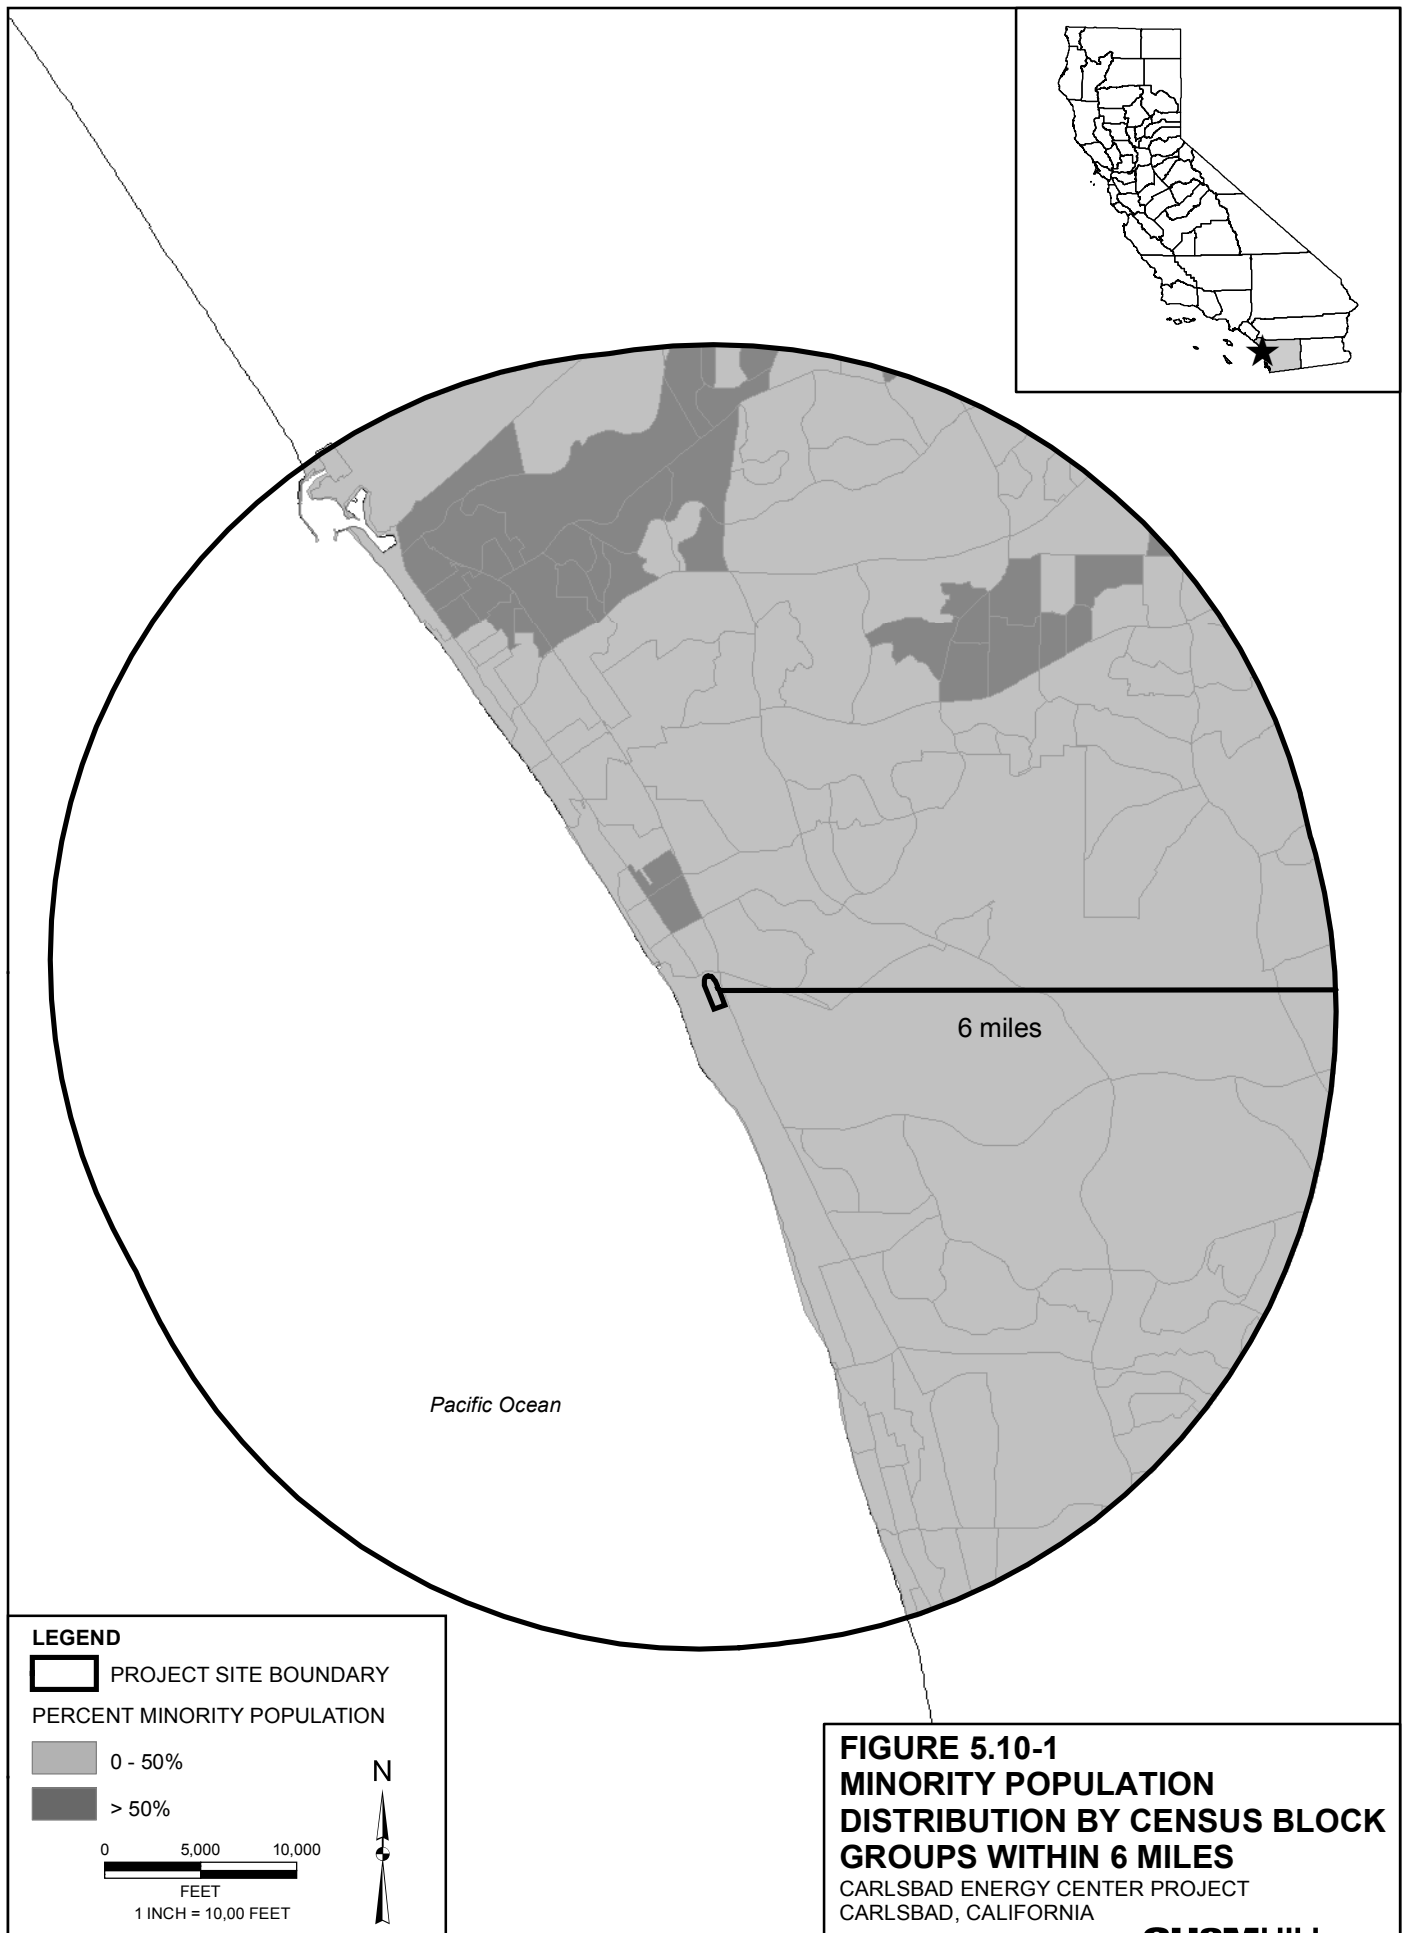 6 miles
Pacific Ocean
LEGEND
PROJECT SITE BOUNDARY
PERCENT MINORITY POPULATION
0 - 50%
> 50%
N
0 5,000 10,000
FEET
1 INCH = 10,00 FEET
FIGURE 5.10-1
MINORITY POPULATION
DISTRIBUTION BY CENSUS BLOCK
GROUPS WITHIN 6 MILES
CARLSBAD ENERGY CENTER PROJECT
CARLSBAD, CALIFORNIA